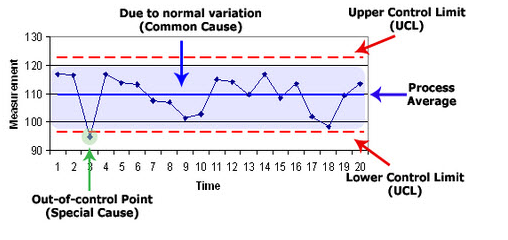 Due to normal variation
(Common Cause)
Upper Control Limit
(UCL)
130
120
110
100
90
Measurement
Process
Average
1 2 3 4 5 6 7 8 9 10 11 12 13 14 15 16 17 18 19 20
Time
Out-of-control Point
(Special Cause)
Lower Control Limit
(UCL)